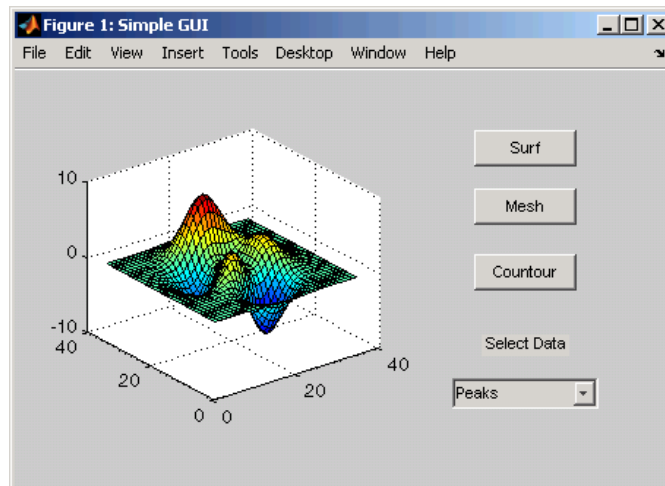 Figure 1: Simple GUI
File Edit View Insert Tools Desktop Window Help
Surf
10
Mesh
0
Countour
-10
40
Select Data
40
20
20
Peaks
0 0